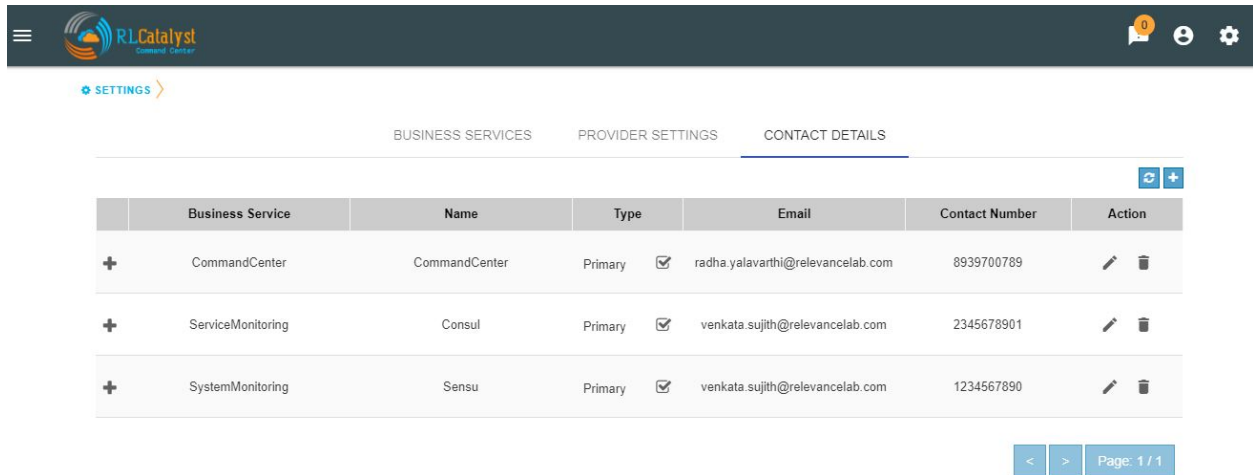 RLCatalyst
Command Center
0
SETTINGS
BUSINESS SERVICES PROVIDER SETTINGS CONTACT DETAILS
Business Service Name Type Email Contact Number Action
CommandCenter CommandCenter Primary radha.yalavarthi@relevancelab.com 8939700789
ServiceMonitoring Consul Primary venkata.sujith@relevancelab.com 2345678901
SystemMonitoring Sensu Primary venkata.sujith@relevancelab.com 1234567890
< > Page: 1 / 1